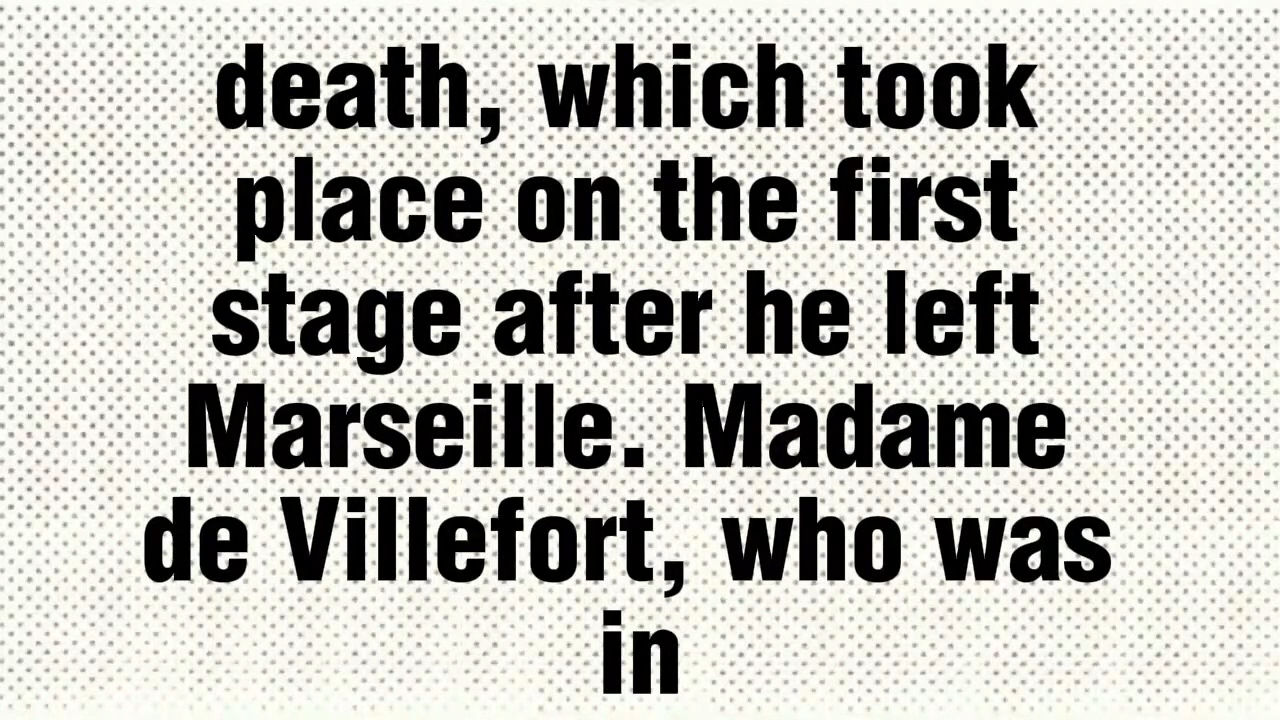 death, which took
place on the first
stage after he left
Marseille. Madame
de Villefort, who was
in